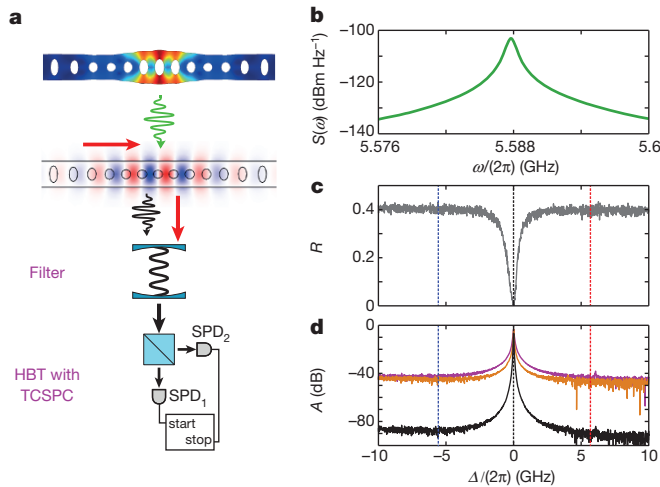 a
Filter
HBT with
TCSPC
SPD₂
SPD₁
start
stop
b
S(ω) (dBm Hz⁻¹)
−100
−120
−140
5.576
5.588
5.6
ω/(2π) (GHz)
c
R
0.4
0.2
0
d
A (dB)
0
−40
−80
−10
−5
0
5
10
Δ/(2π) (GHz)